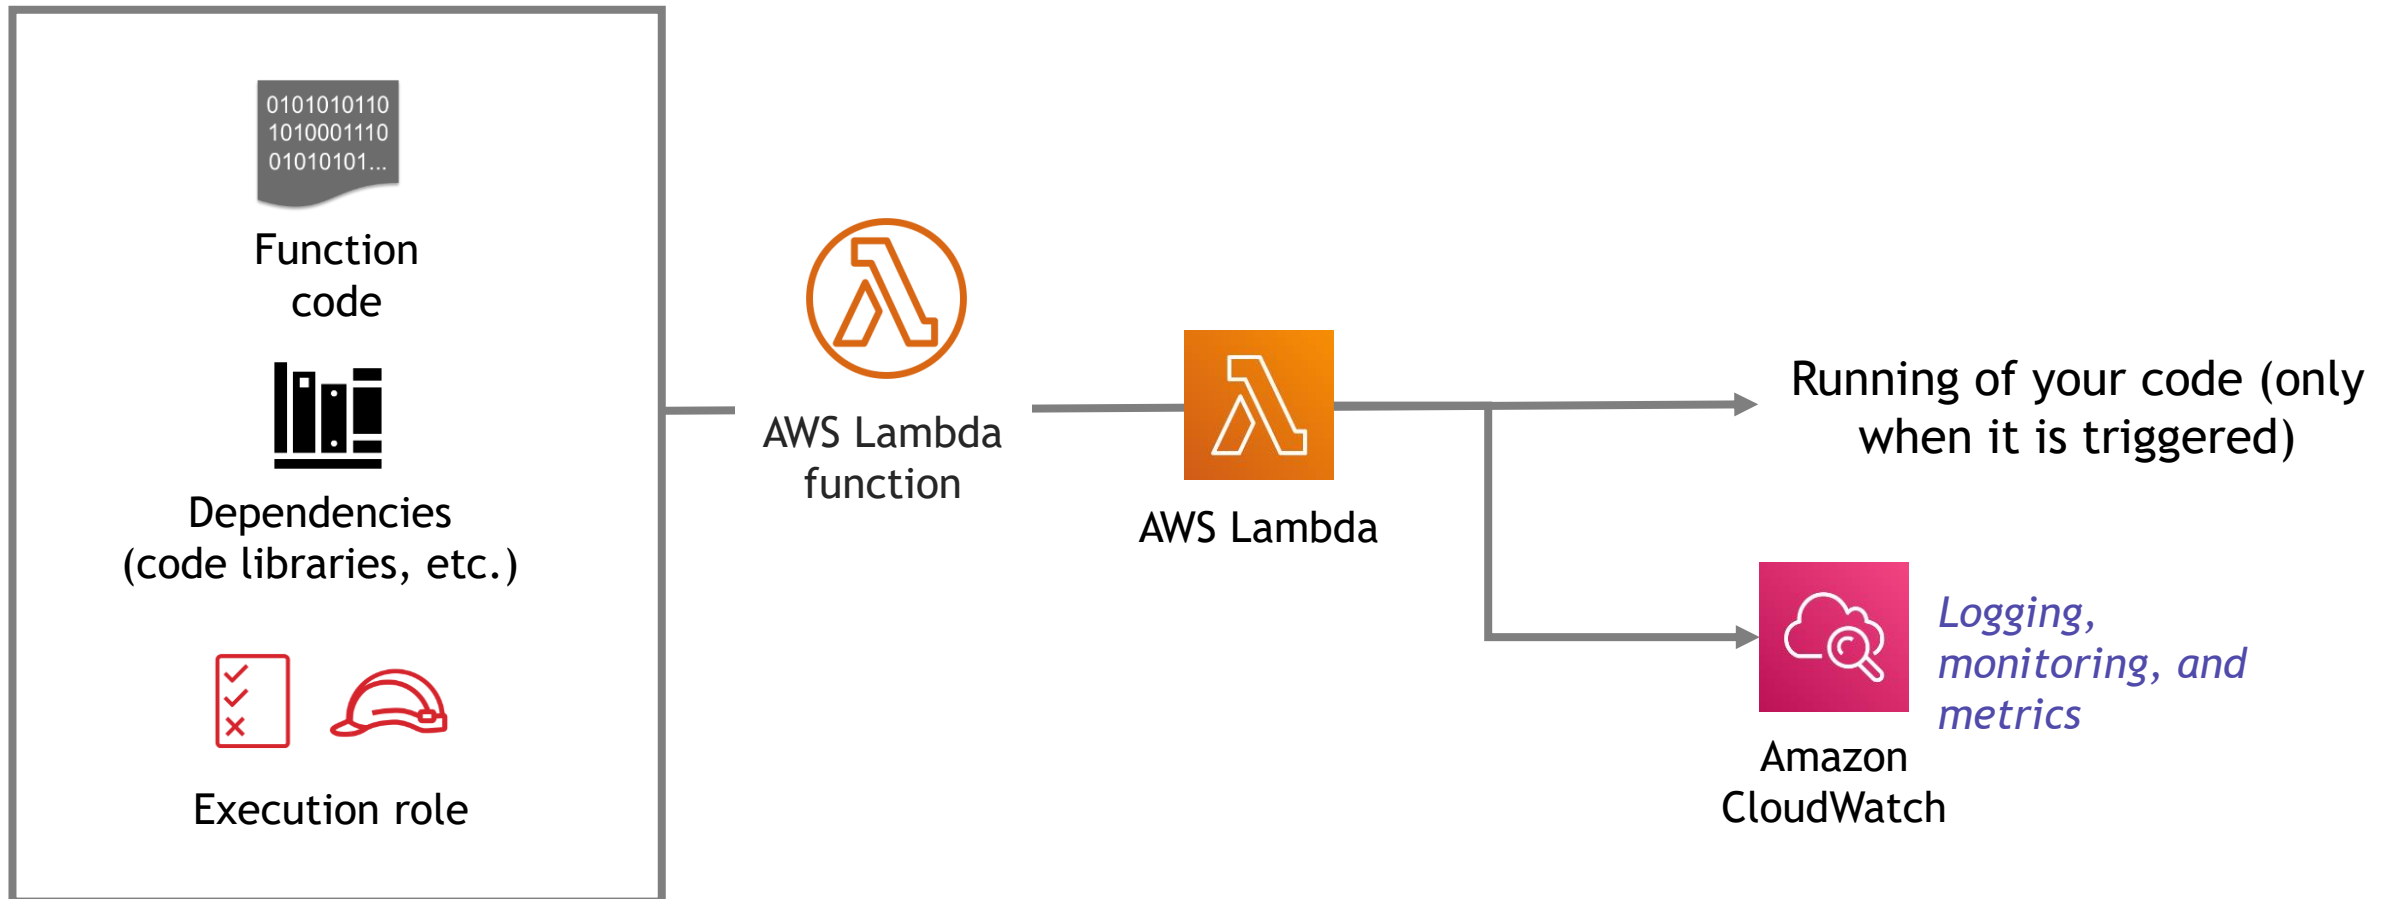 0101010110
1010001110
01010101...
Function
code
Dependencies
(code libraries, etc.)
Execution role
AWS Lambda
function
AWS Lambda
Running of your code (only
when it is triggered)
Logging,
monitoring, and
metrics
Amazon
CloudWatch